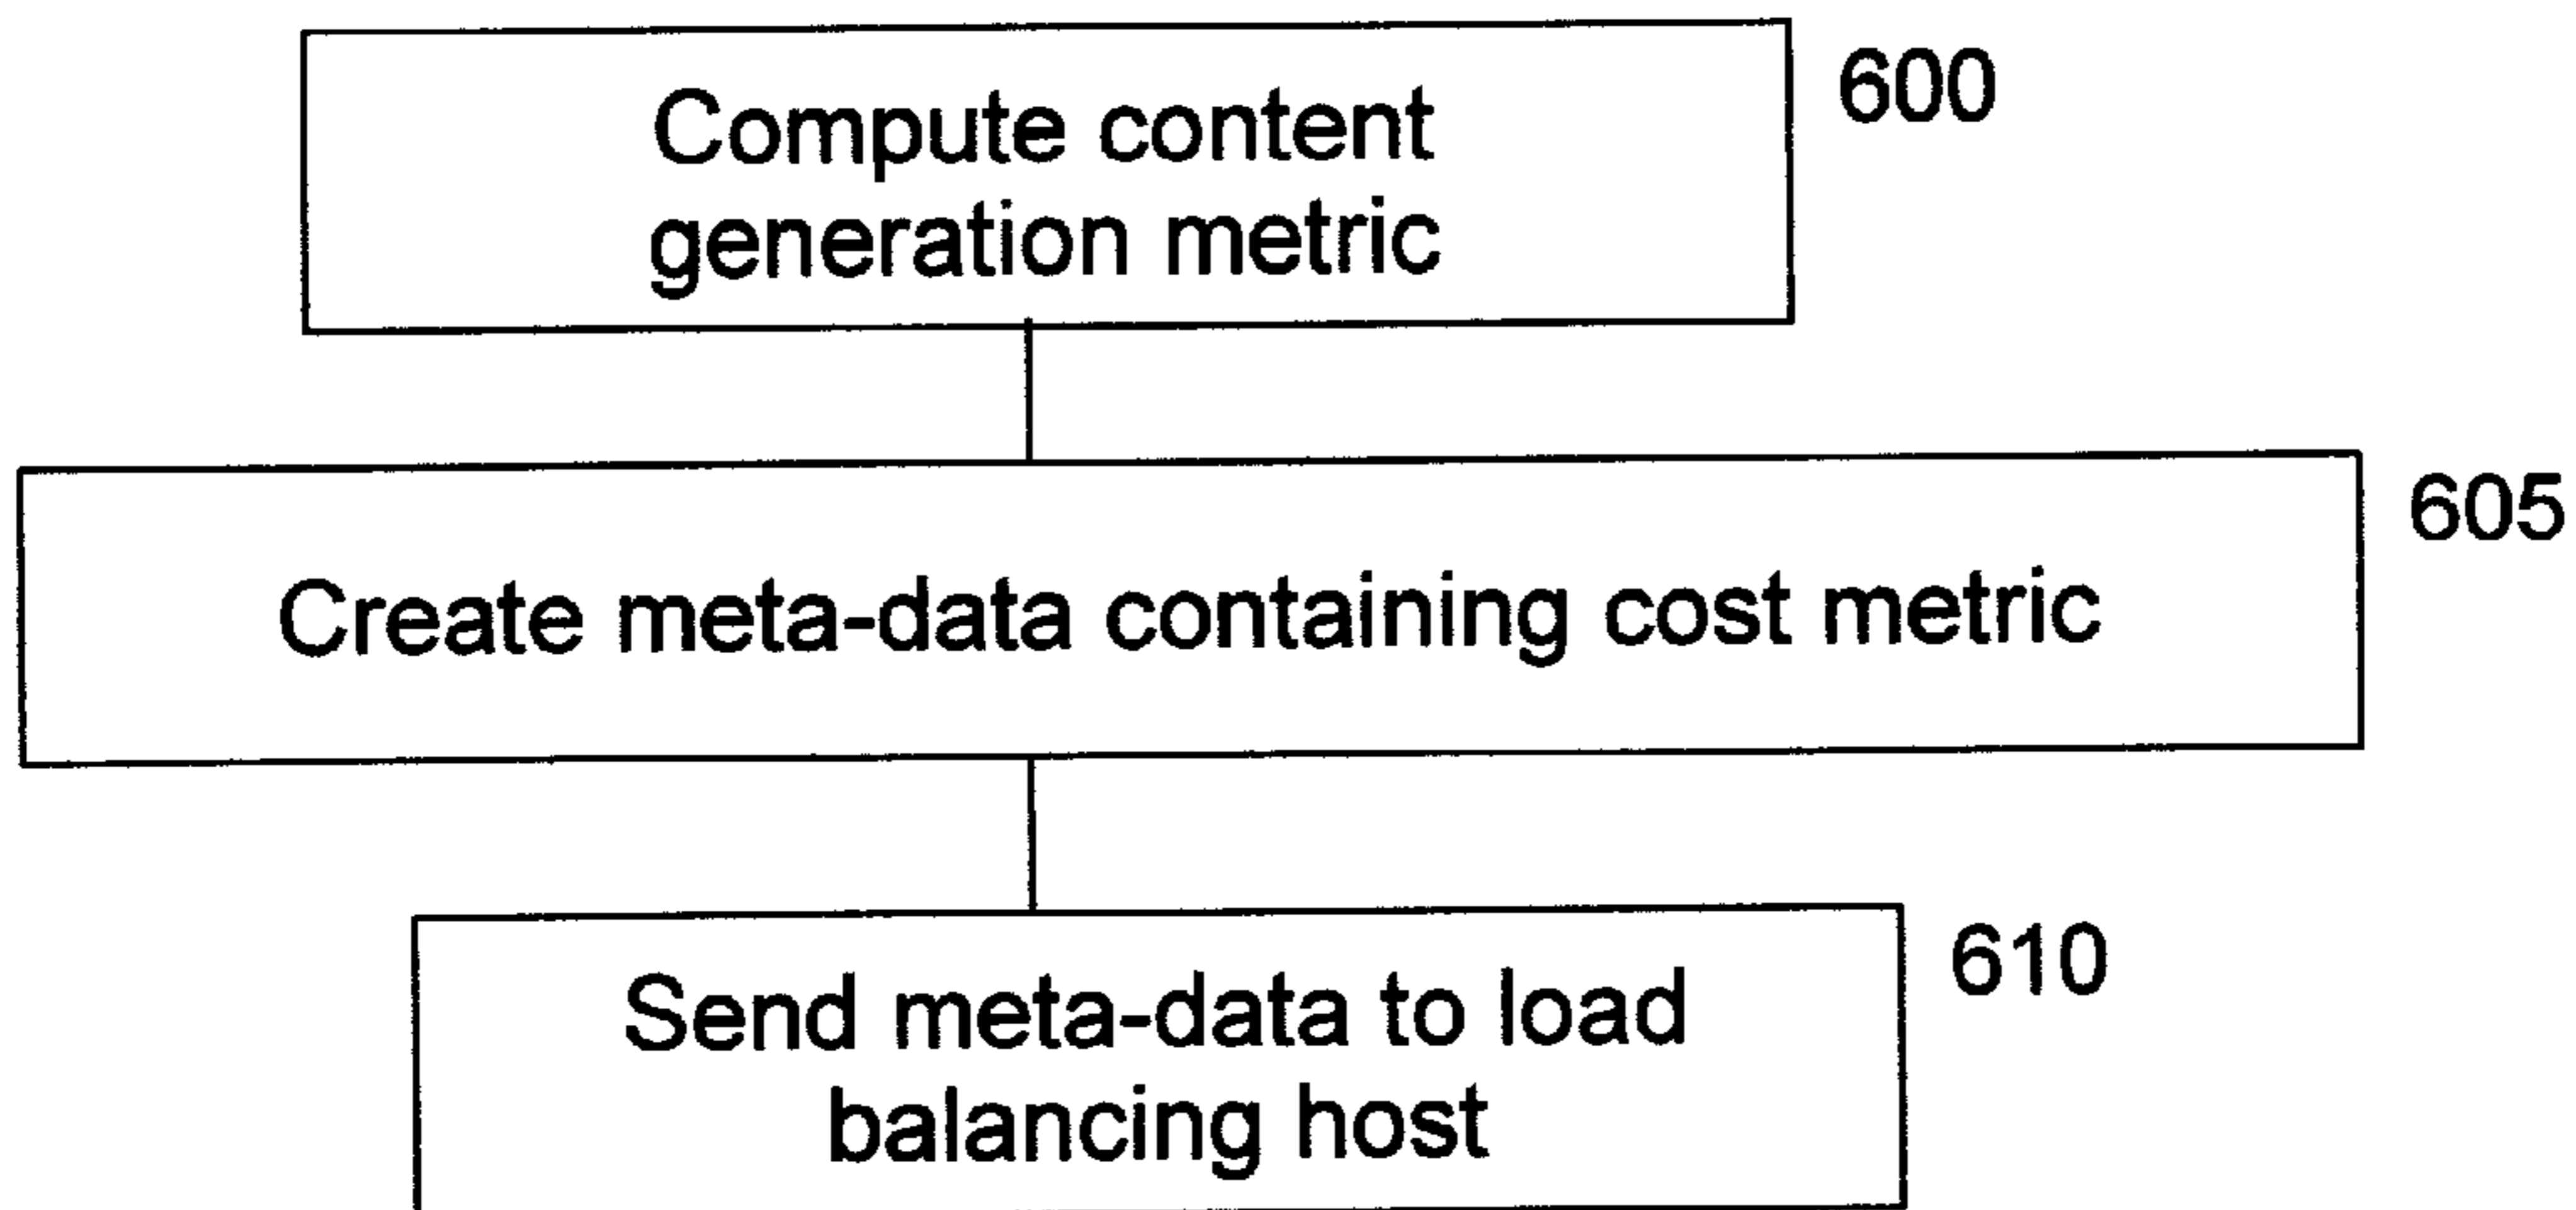 Compute content
generation metric
600
Create meta-data containing cost metric
605
Send meta-data to load
balancing host
610